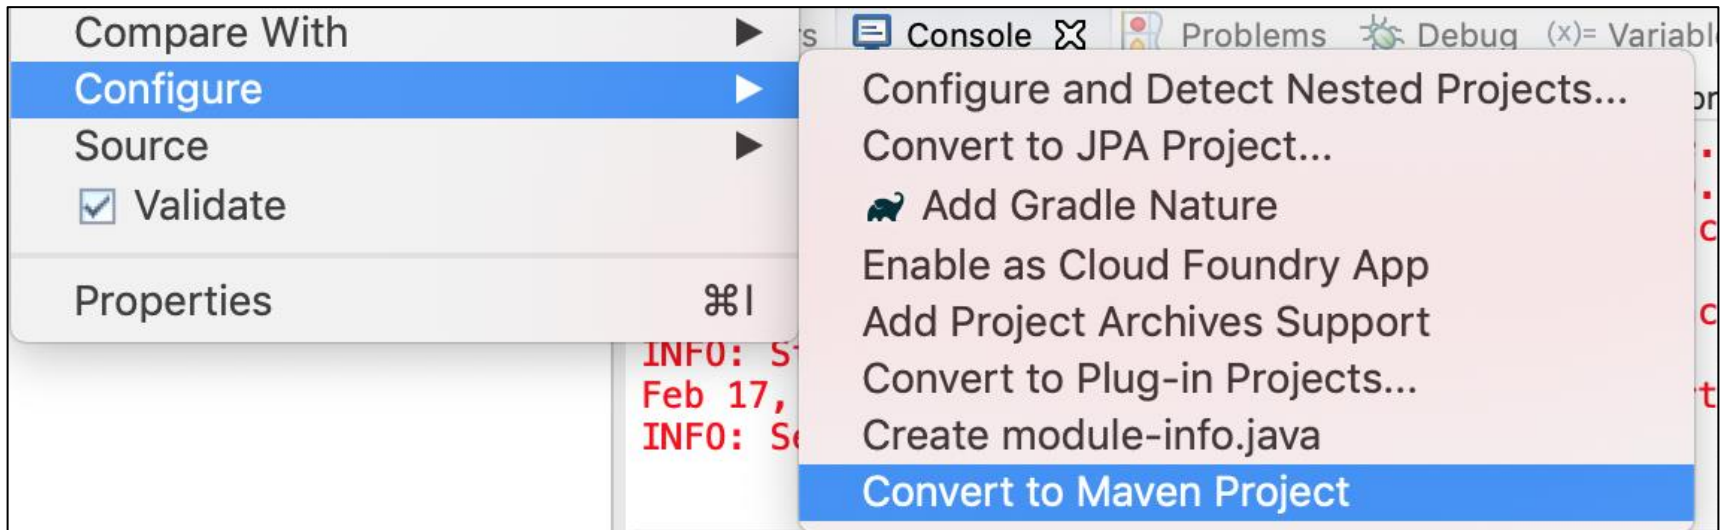 Compare With
Configure
Source
Validate
Properties ⌘I
Console
Problems
Debug
(x)=
Configure and Detect Nested Projects...
Convert to JPA Project...
Add Gradle Nature
Enable as Cloud Foundry App
Add Project Archives Support
Convert to Plug-in Projects...
Create module-info.java
Convert to Maven Project
INFO:
Feb 17,
INFO: